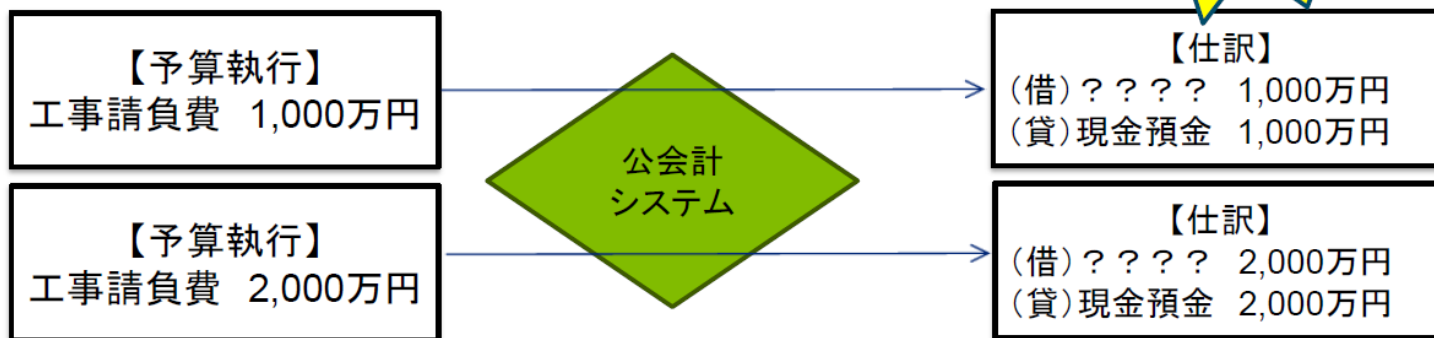 【予算執行】
工事請負費 1,000万円
【予算執行】
工事請負費 2,000万円
公会計
システム
【仕訳】
(借)？？？？ 1,000万円
(貸)現金預金 1,000万円
【仕訳】
(借)？？？？ 2,000万円
(貸)現金預金 2,000万円